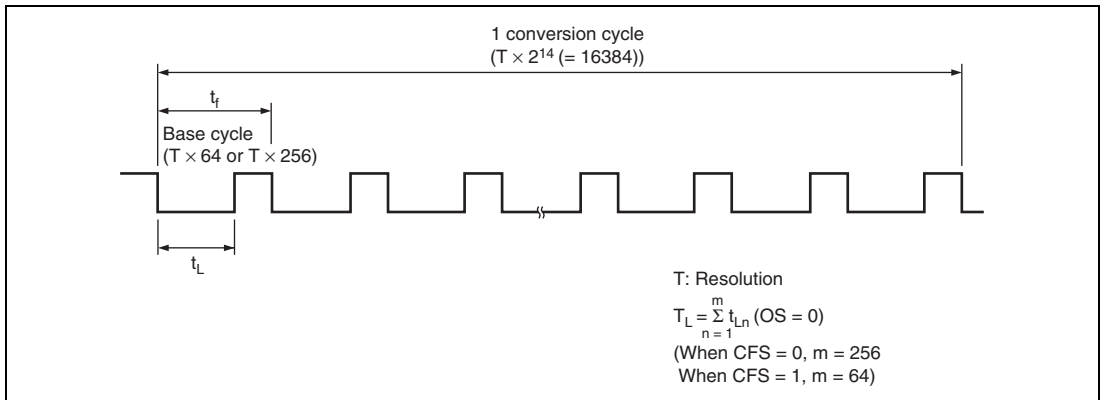 1 conversion cycle
(T × 2¹⁴ (= 16384))
t_f
Base cycle
(T × 64 or T × 256)
t_L
T: Resolution
m
T_L = Σ t_Ln (OS = 0)
n = 1
(When CFS = 0, m = 256
When CFS = 1, m = 64)